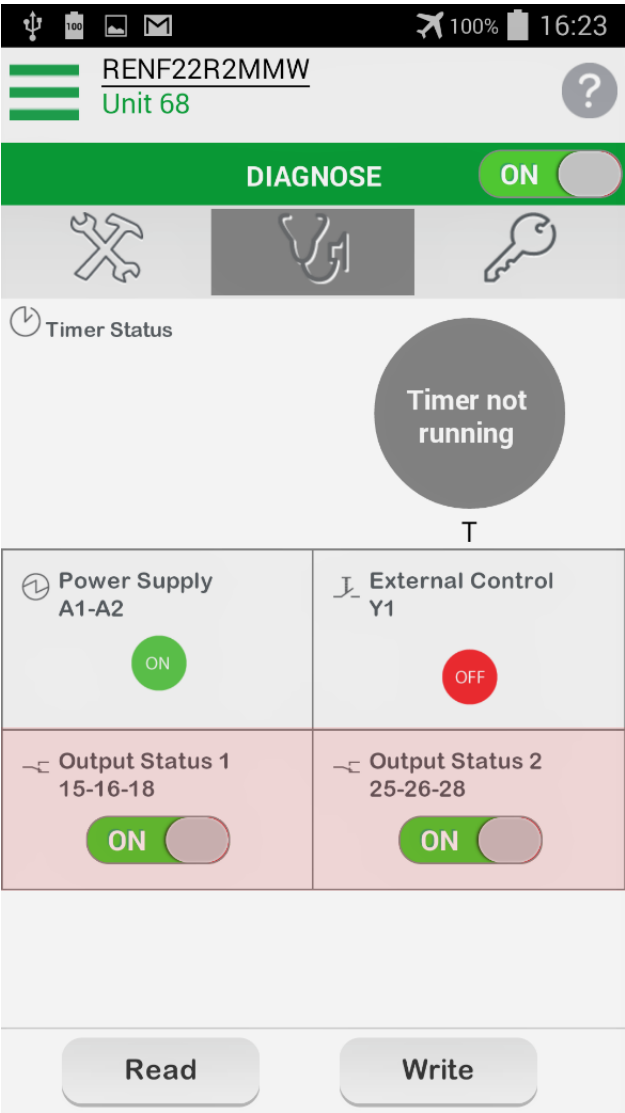 100
100% 16:23
RENF22R2MMW
Unit 68
?
DIAGNOSE ON
Timer Status
Timer not
running
T
Power Supply
A1-A2
ON
External Control
Y1
OFF
Output Status 1
15-16-18
ON
Output Status 2
25-26-28
ON
Read Write